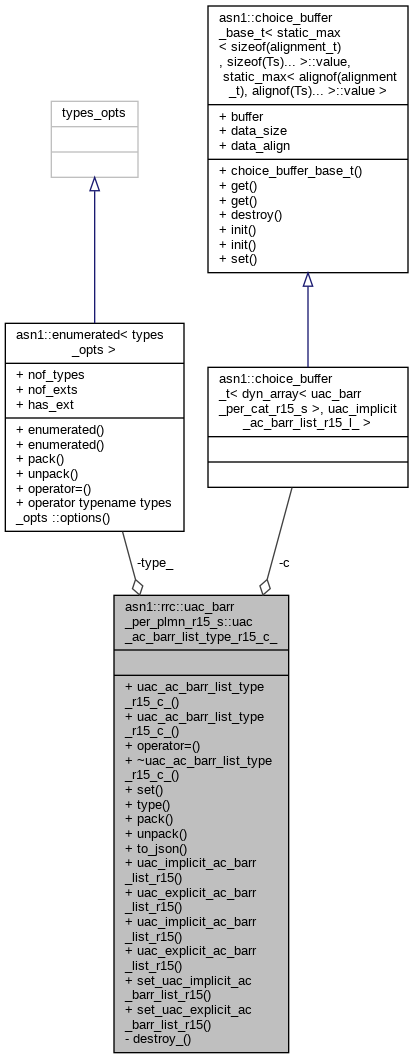 asn1::choice_buffer
_base_t< static_max
< sizeof(alignment_t)
, sizeof(Ts)... >::value,
static_max< alignof(alignment
_t), alignof(Ts)... >::value >
+ buffer
+ data_size
+ data_align
+ choice_buffer_base_t()
+ get()
+ get()
+ destroy()
+ init()
+ init()
+ set()
types_opts
asn1::enumerated< types
_opts >
+ nof_types
+ nof_exts
+ has_ext
+ enumerated()
+ enumerated()
+ pack()
+ unpack()
+ operator=()
+ operator typename types
_opts ::options()
asn1::choice_buffer
_t< dyn_array< uac_barr
_per_cat_r15_s >, uac_implicit
_ac_barr_list_r15_l_ >
-type_
-c
asn1::rrc::uac_barr
_per_plmn_r15_s::uac
_ac_barr_list_type_r15_c_
+ uac_ac_barr_list_type
_r15_c_()
+ uac_ac_barr_list_type
_r15_c_()
+ operator=()
+ ~uac_ac_barr_list_type
_r15_c_()
+ set()
+ type()
+ pack()
+ unpack()
+ to_json()
+ uac_implicit_ac_barr
_list_r15()
+ uac_explicit_ac_barr
_list_r15()
+ uac_implicit_ac_barr
_list_r15()
+ uac_explicit_ac_barr
_list_r15()
+ set_uac_implicit_ac
_barr_list_r15()
+ set_uac_explicit_ac
_barr_list_r15()
- destroy_()